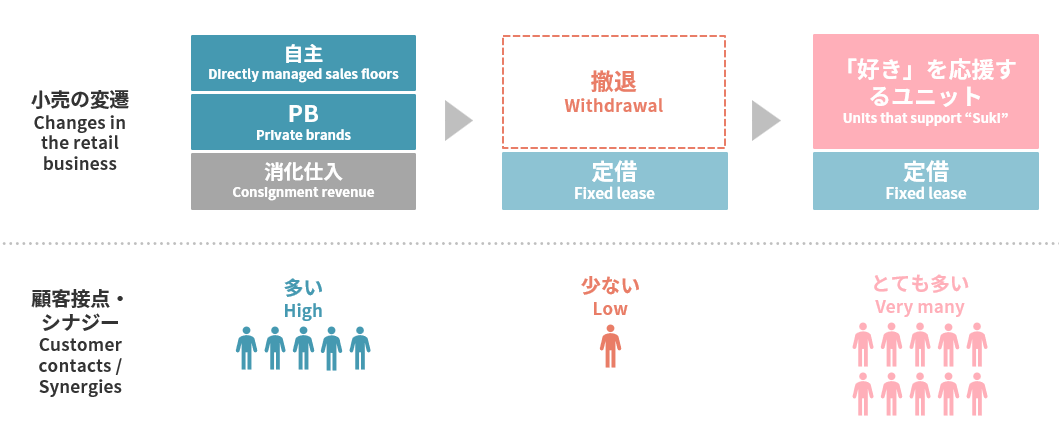 小売の変遷
Changes in
the retail
business
自主
Directly managed sales floors
PB
Private brands
消化仕入
Consignment revenue
撤退
Withdrawal
定借
Fixed lease
「好き」を応援す
るユニット
Units that support “Suki”
定借
Fixed lease
顧客接点・
シナジー
Customer
contacts /
Synergies
多い
High
少ない
Low
とても多い
Very many